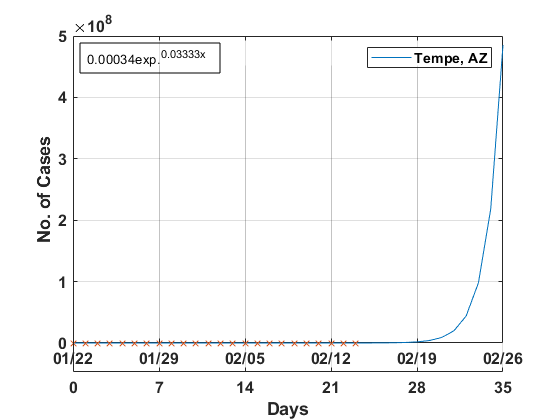 ×10^8
5
0.00034exp.^0.03333x
Tempe, AZ
4
3
2
1
0
No. of Cases
01/22 01/29 02/05 02/12 02/19 02/26
0 7 14 21 28 35
Days